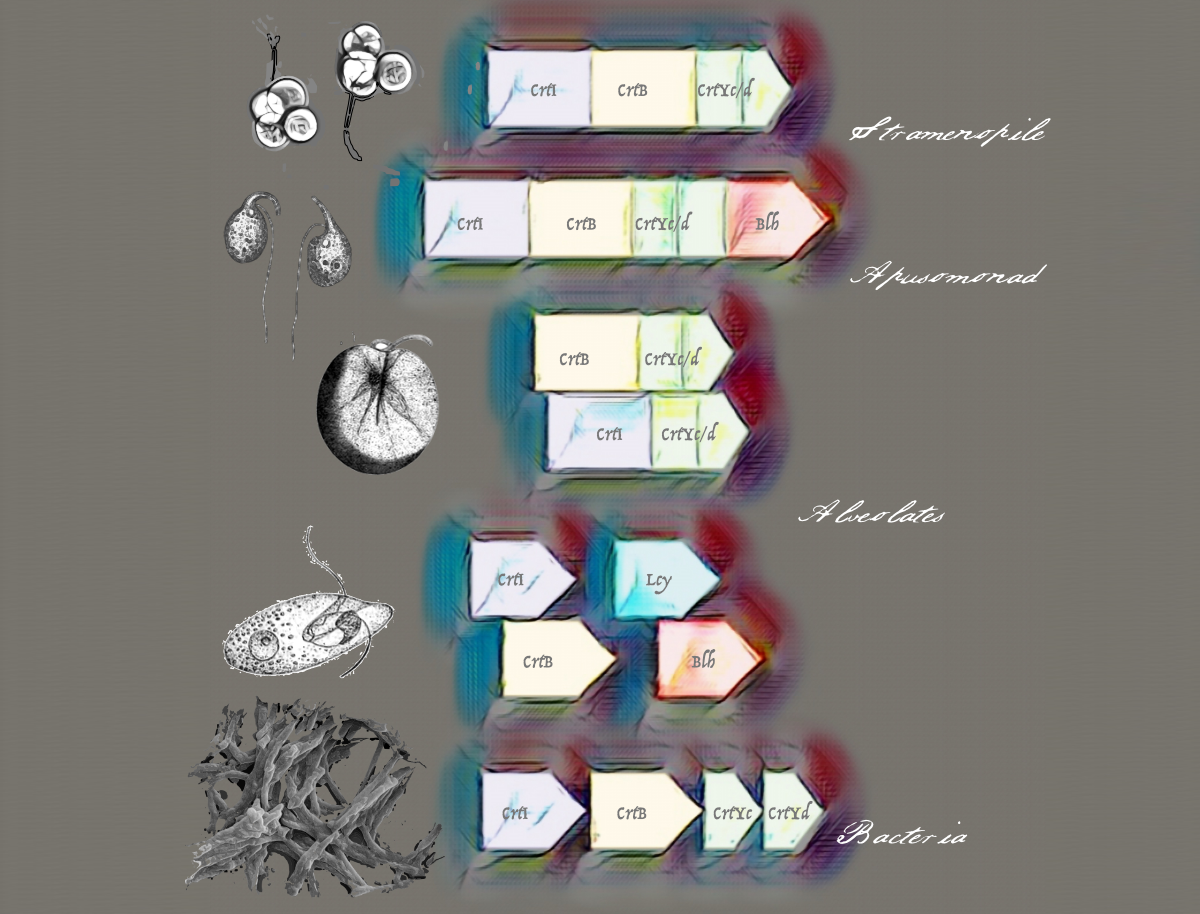 CrtI CrtB CrtYc/d
Stramenopile
CrtI CrtB CrtYc/d Blh
Apusomonad
CrtB CrtYc/d
CrtI CrtYc/d
Alveolates
CrtI Lcy
CrtB Blh
CrtI CrtB CrtYc CrtYd
Bacteria